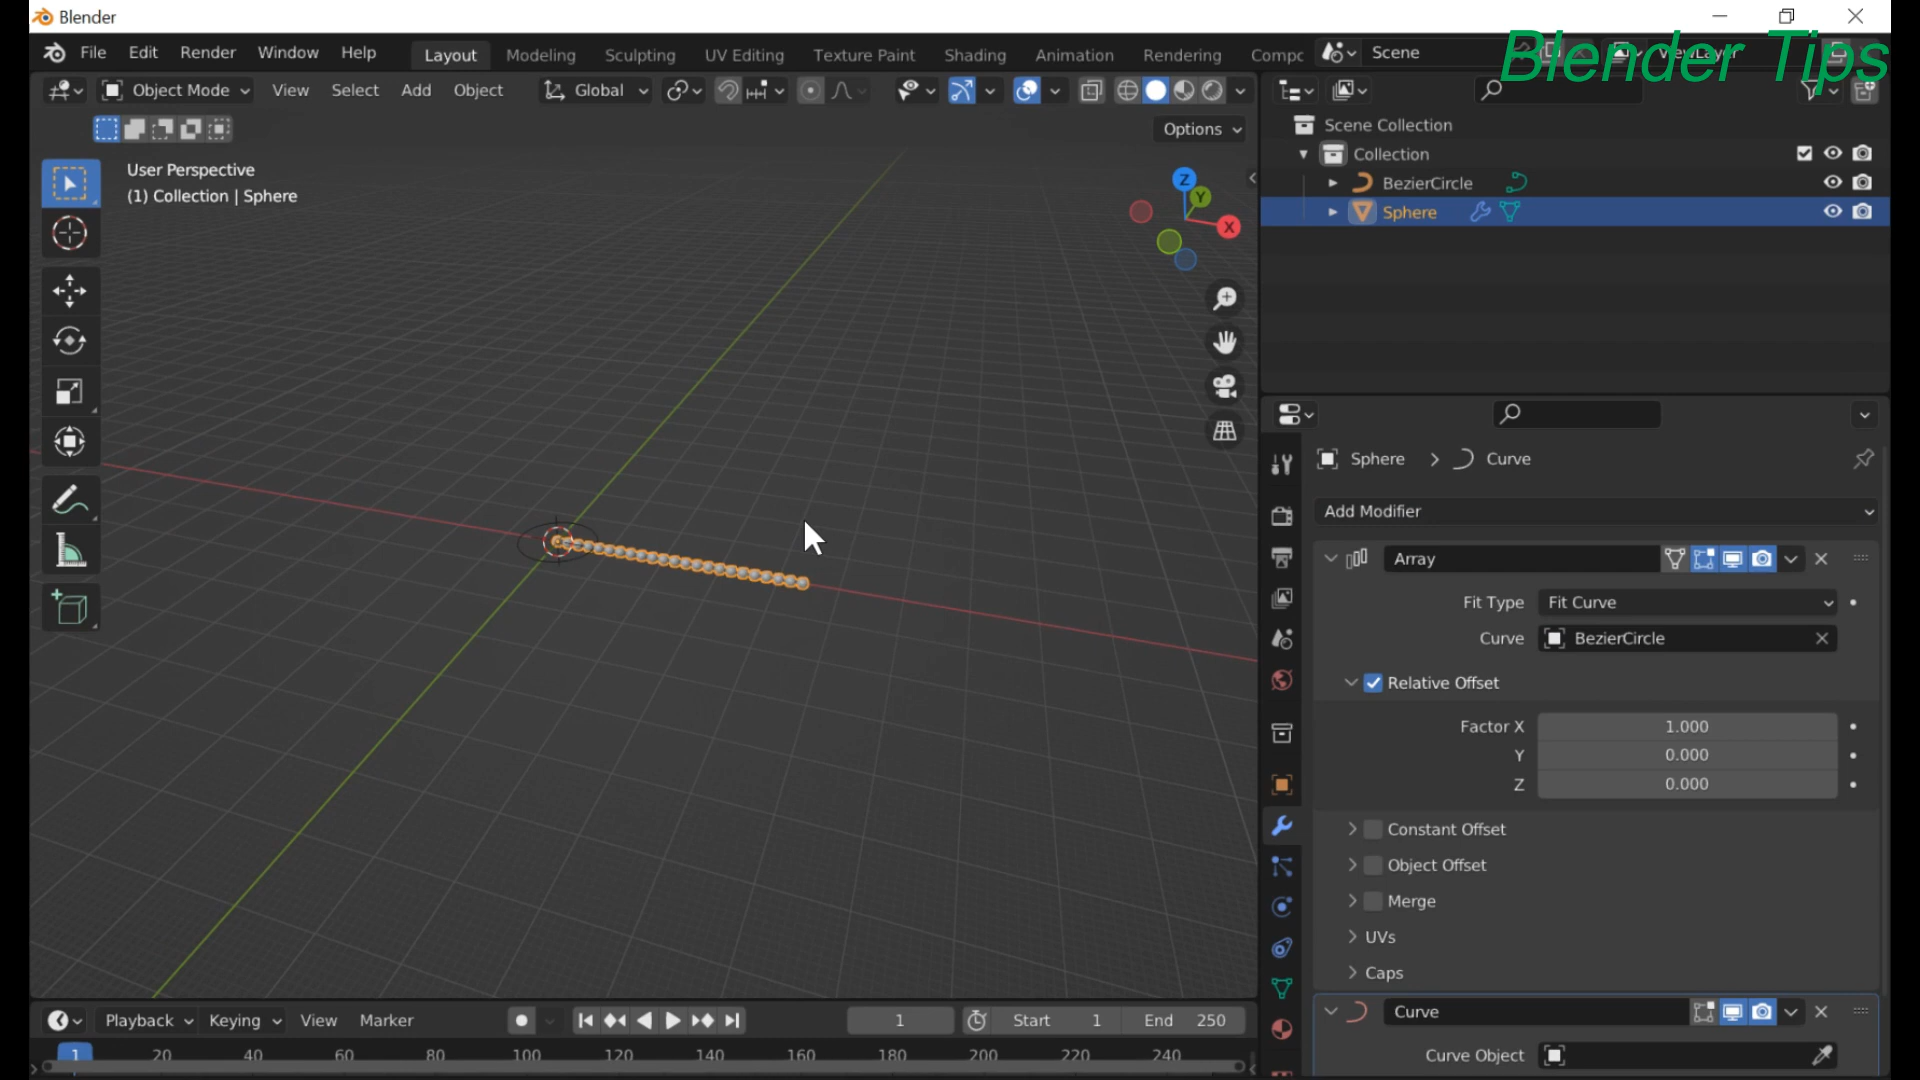 Blender
File Edit Render Window Help Layout Modeling Sculpting UV Editing Texture Paint Shading Animation Rendering Compc Scene ViewLayer
Blender Tips
Object Mode View Select Add Object Global
Options
User Perspective
(1) Collection | Sphere
Z
Y
X
Scene Collection
Collection
BezierCircle
Sphere
Sphere > Curve
Add Modifier
Array
Fit Type Fit Curve
Curve BezierCircle
Relative Offset
Factor X 1.000
Y 0.000
Z 0.000
Constant Offset
Object Offset
Merge
UVs
Caps
Curve
Curve Object
Playback Keying View Marker 1 Start 1 End 250
1 20 40 60 80 100 120 140 160 180 200 220 240